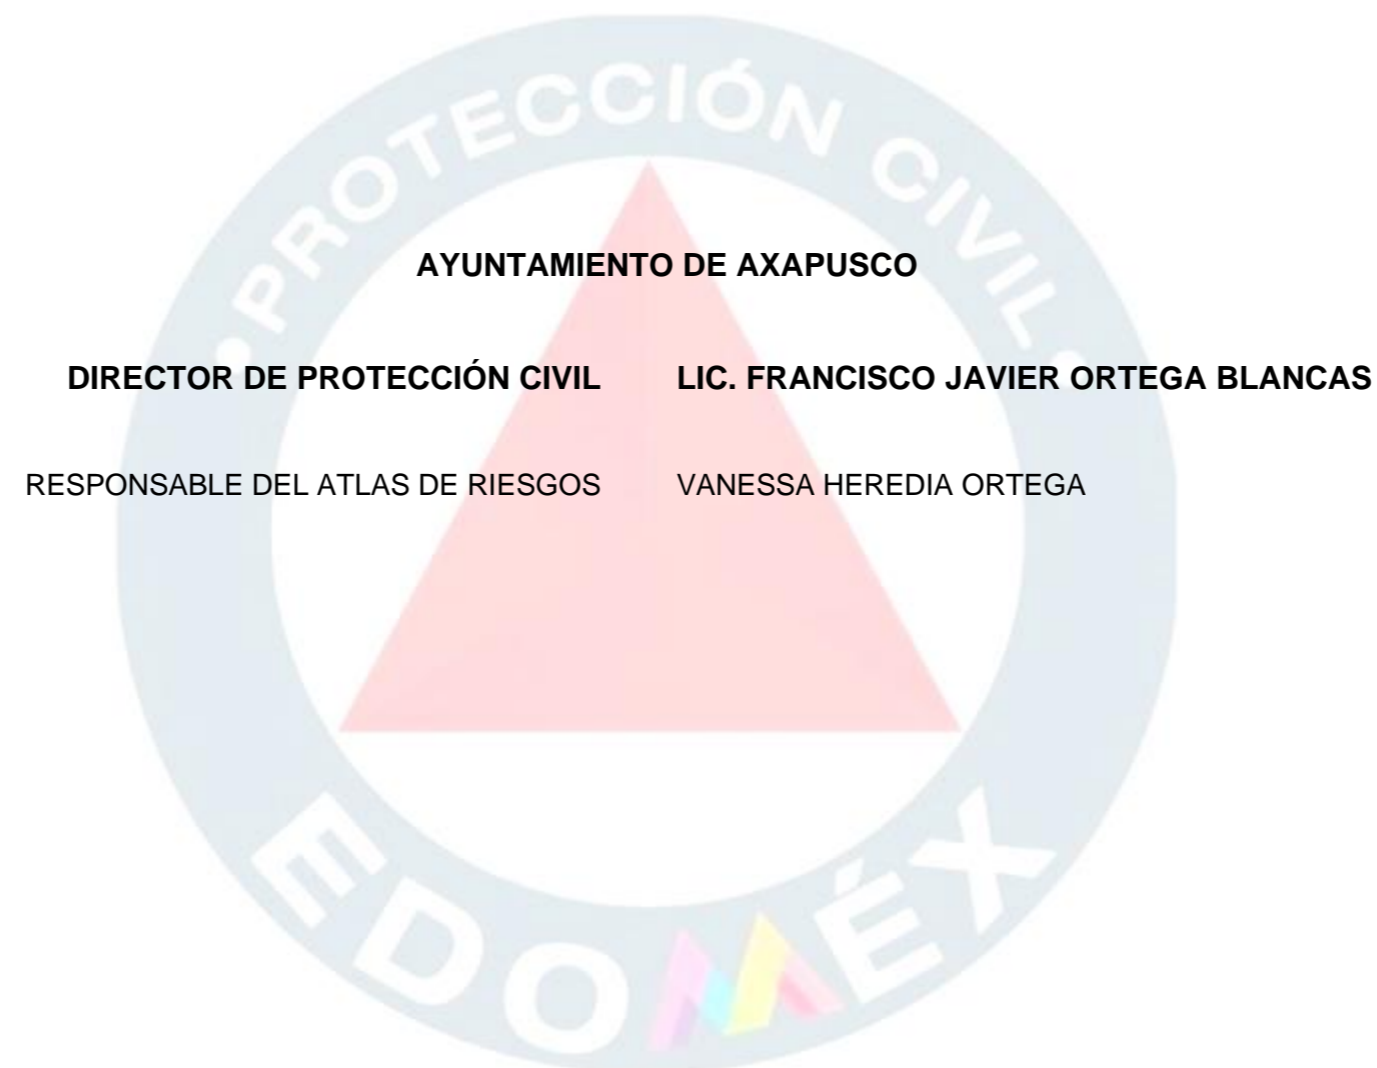 PROTECCIÓN CIVIL
AYUNTAMIENTO DE AXAPUSCO
DIRECTOR DE PROTECCIÓN CIVIL LIC. FRANCISCO JAVIER ORTEGA BLANCAS
RESPONSABLE DEL ATLAS DE RIESGOS VANESSA HEREDIA ORTEGA
EDOMÉX